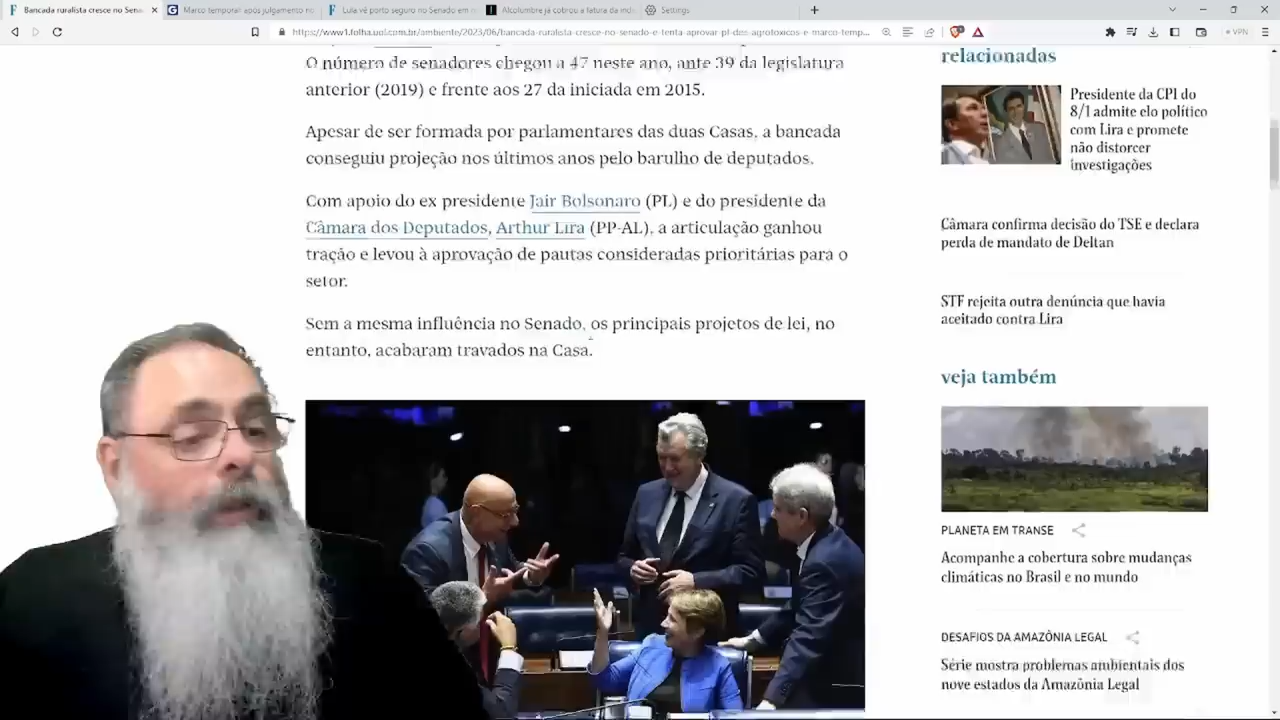 Bancada ruralista cresce no Sena
Marco temporal: após julgamento no
Lula vê porto seguro no Senado em m
Alcolumbre já cobrou a fatura da indi
Settings
https://www1.folha.uol.com.br/ambiente/2023/06/bancada-ruralista-cresce-no-senado-e-tenta-aprovar-pl-dos-agrotoxicos-e-marco-temp...
VPN
O número de senadores chegou a 47 neste ano, ante 39 da legislatura
anterior (2019) e frente aos 27 da iniciada em 2015.
Apesar de ser formada por parlamentares das duas Casas, a bancada
conseguiu projeção nos últimos anos pelo barulho de deputados.
Com apoio do ex presidente Jair Bolsonaro (PL) e do presidente da
Câmara dos Deputados, Arthur Lira (PP-AL), a articulação ganhou
tração e levou à aprovação de pautas consideradas prioritárias para o
setor.
Sem a mesma influência no Senado, os principais projetos de lei, no
entanto, acabaram travados na Casa.
relacionadas
Presidente da CPI do
8/1 admite elo político
com Lira e promete
não distorcer
investigações
Câmara confirma decisão do TSE e declara
perda de mandato de Deltan
STF rejeita outra denúncia que havia
aceitado contra Lira
veja também
PLANETA EM TRANSE
Acompanhe a cobertura sobre mudanças
climáticas no Brasil e no mundo
DESAFIOS DA AMAZÔNIA LEGAL
Série mostra problemas ambientais dos
nove estados da Amazônia Legal